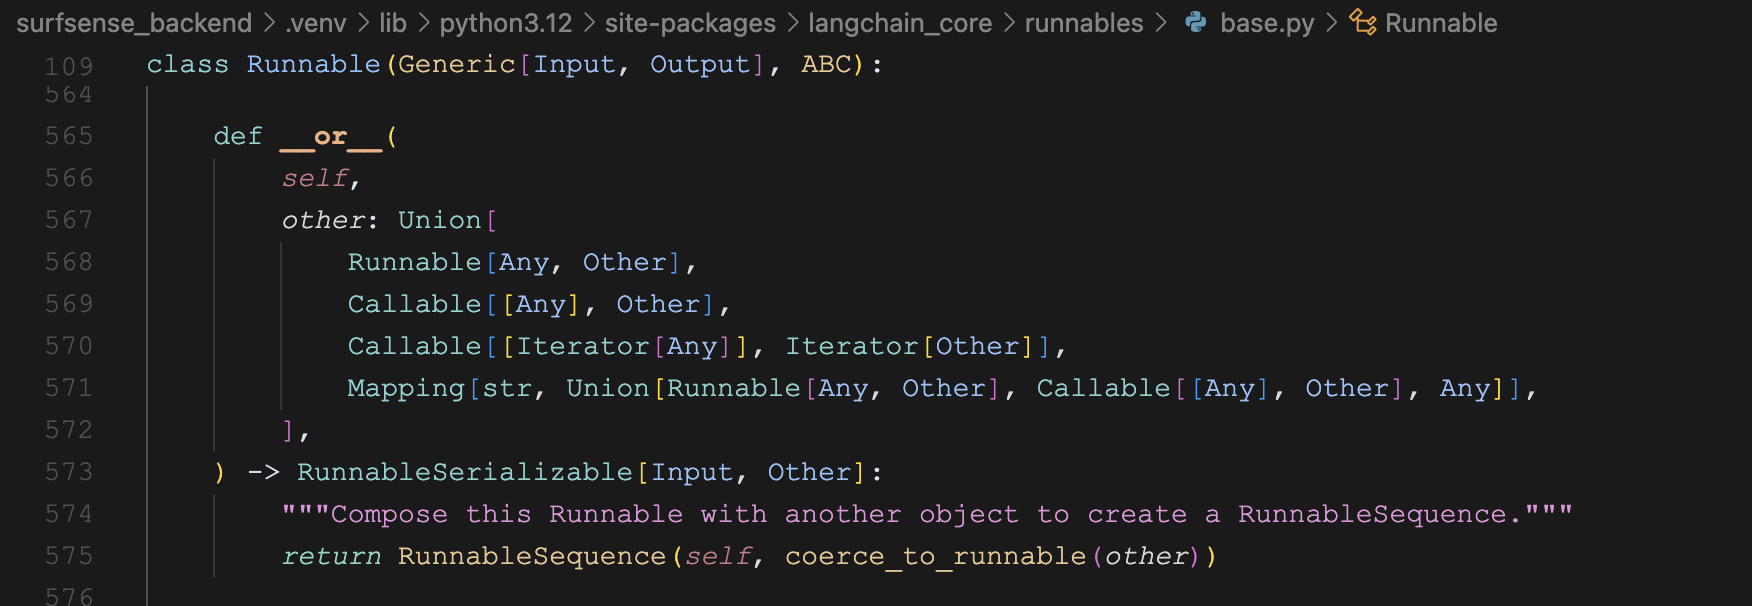 surfsense_backend > .venv > lib > python3.12 > site-packages > langchain_core > runnables > base.py > Runnable
109 class Runnable(Generic[Input, Output], ABC):
564
565     def __or__(
566         self,
567         other: Union[
568             Runnable[Any, Other],
569             Callable[[Any], Other],
570             Callable[[Iterator[Any]], Iterator[Other]],
571             Mapping[str, Union[Runnable[Any, Other], Callable[[Any], Other], Any]],
572         ],
573     ) -> RunnableSerializable[Input, Other]:
574         """Compose this Runnable with another object to create a RunnableSequence."""
575         return RunnableSequence(self, coerce_to_runnable(other))
576